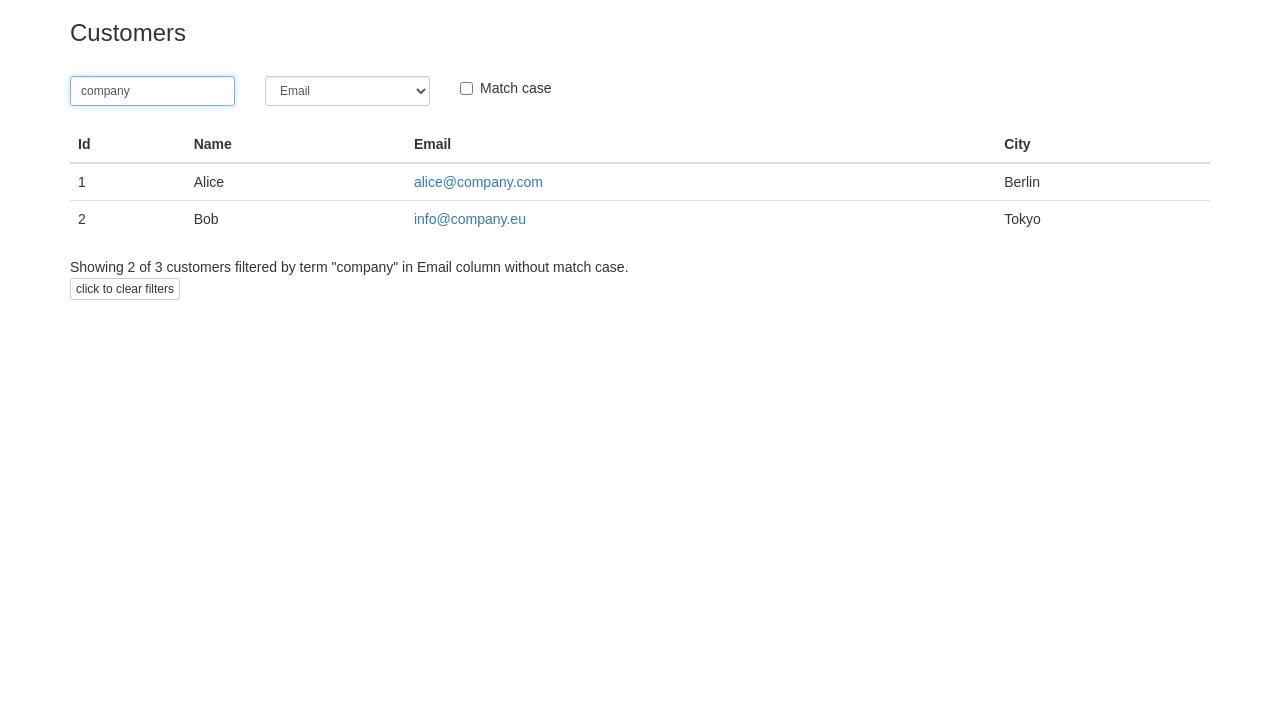 Customers
company Email Match case
Id Name Email City
1 Alice alice@company.com Berlin
2 Bob info@company.eu Tokyo
Showing 2 of 3 customers filtered by term "company" in Email column without match case.
click to clear filters